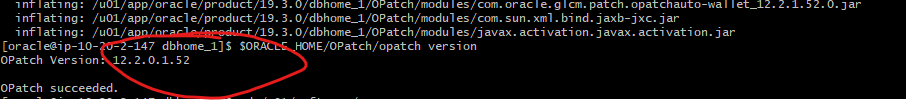 inflating: /u01/app/oracle/product/19.3.0/dbhome_1/OPatch/modules/com.oracle.glcm.patch.opatchauto-wallet_12.2.1.52.0.jar
inflating: /u01/app/oracle/product/19.3.0/dbhome_1/OPatch/modules/com.sun.xml.bind.jaxb-jxc.jar
inflating: /u01/app/oracle/product/19.3.0/dbhome_1/OPatch/modules/javax.activation.javax.activation.jar
[oracle@ip-10-20-2-147 dbhome_1]$ $ORACLE_HOME/OPatch/opatch version
OPatch Version: 12.2.0.1.52
OPatch succeeded.